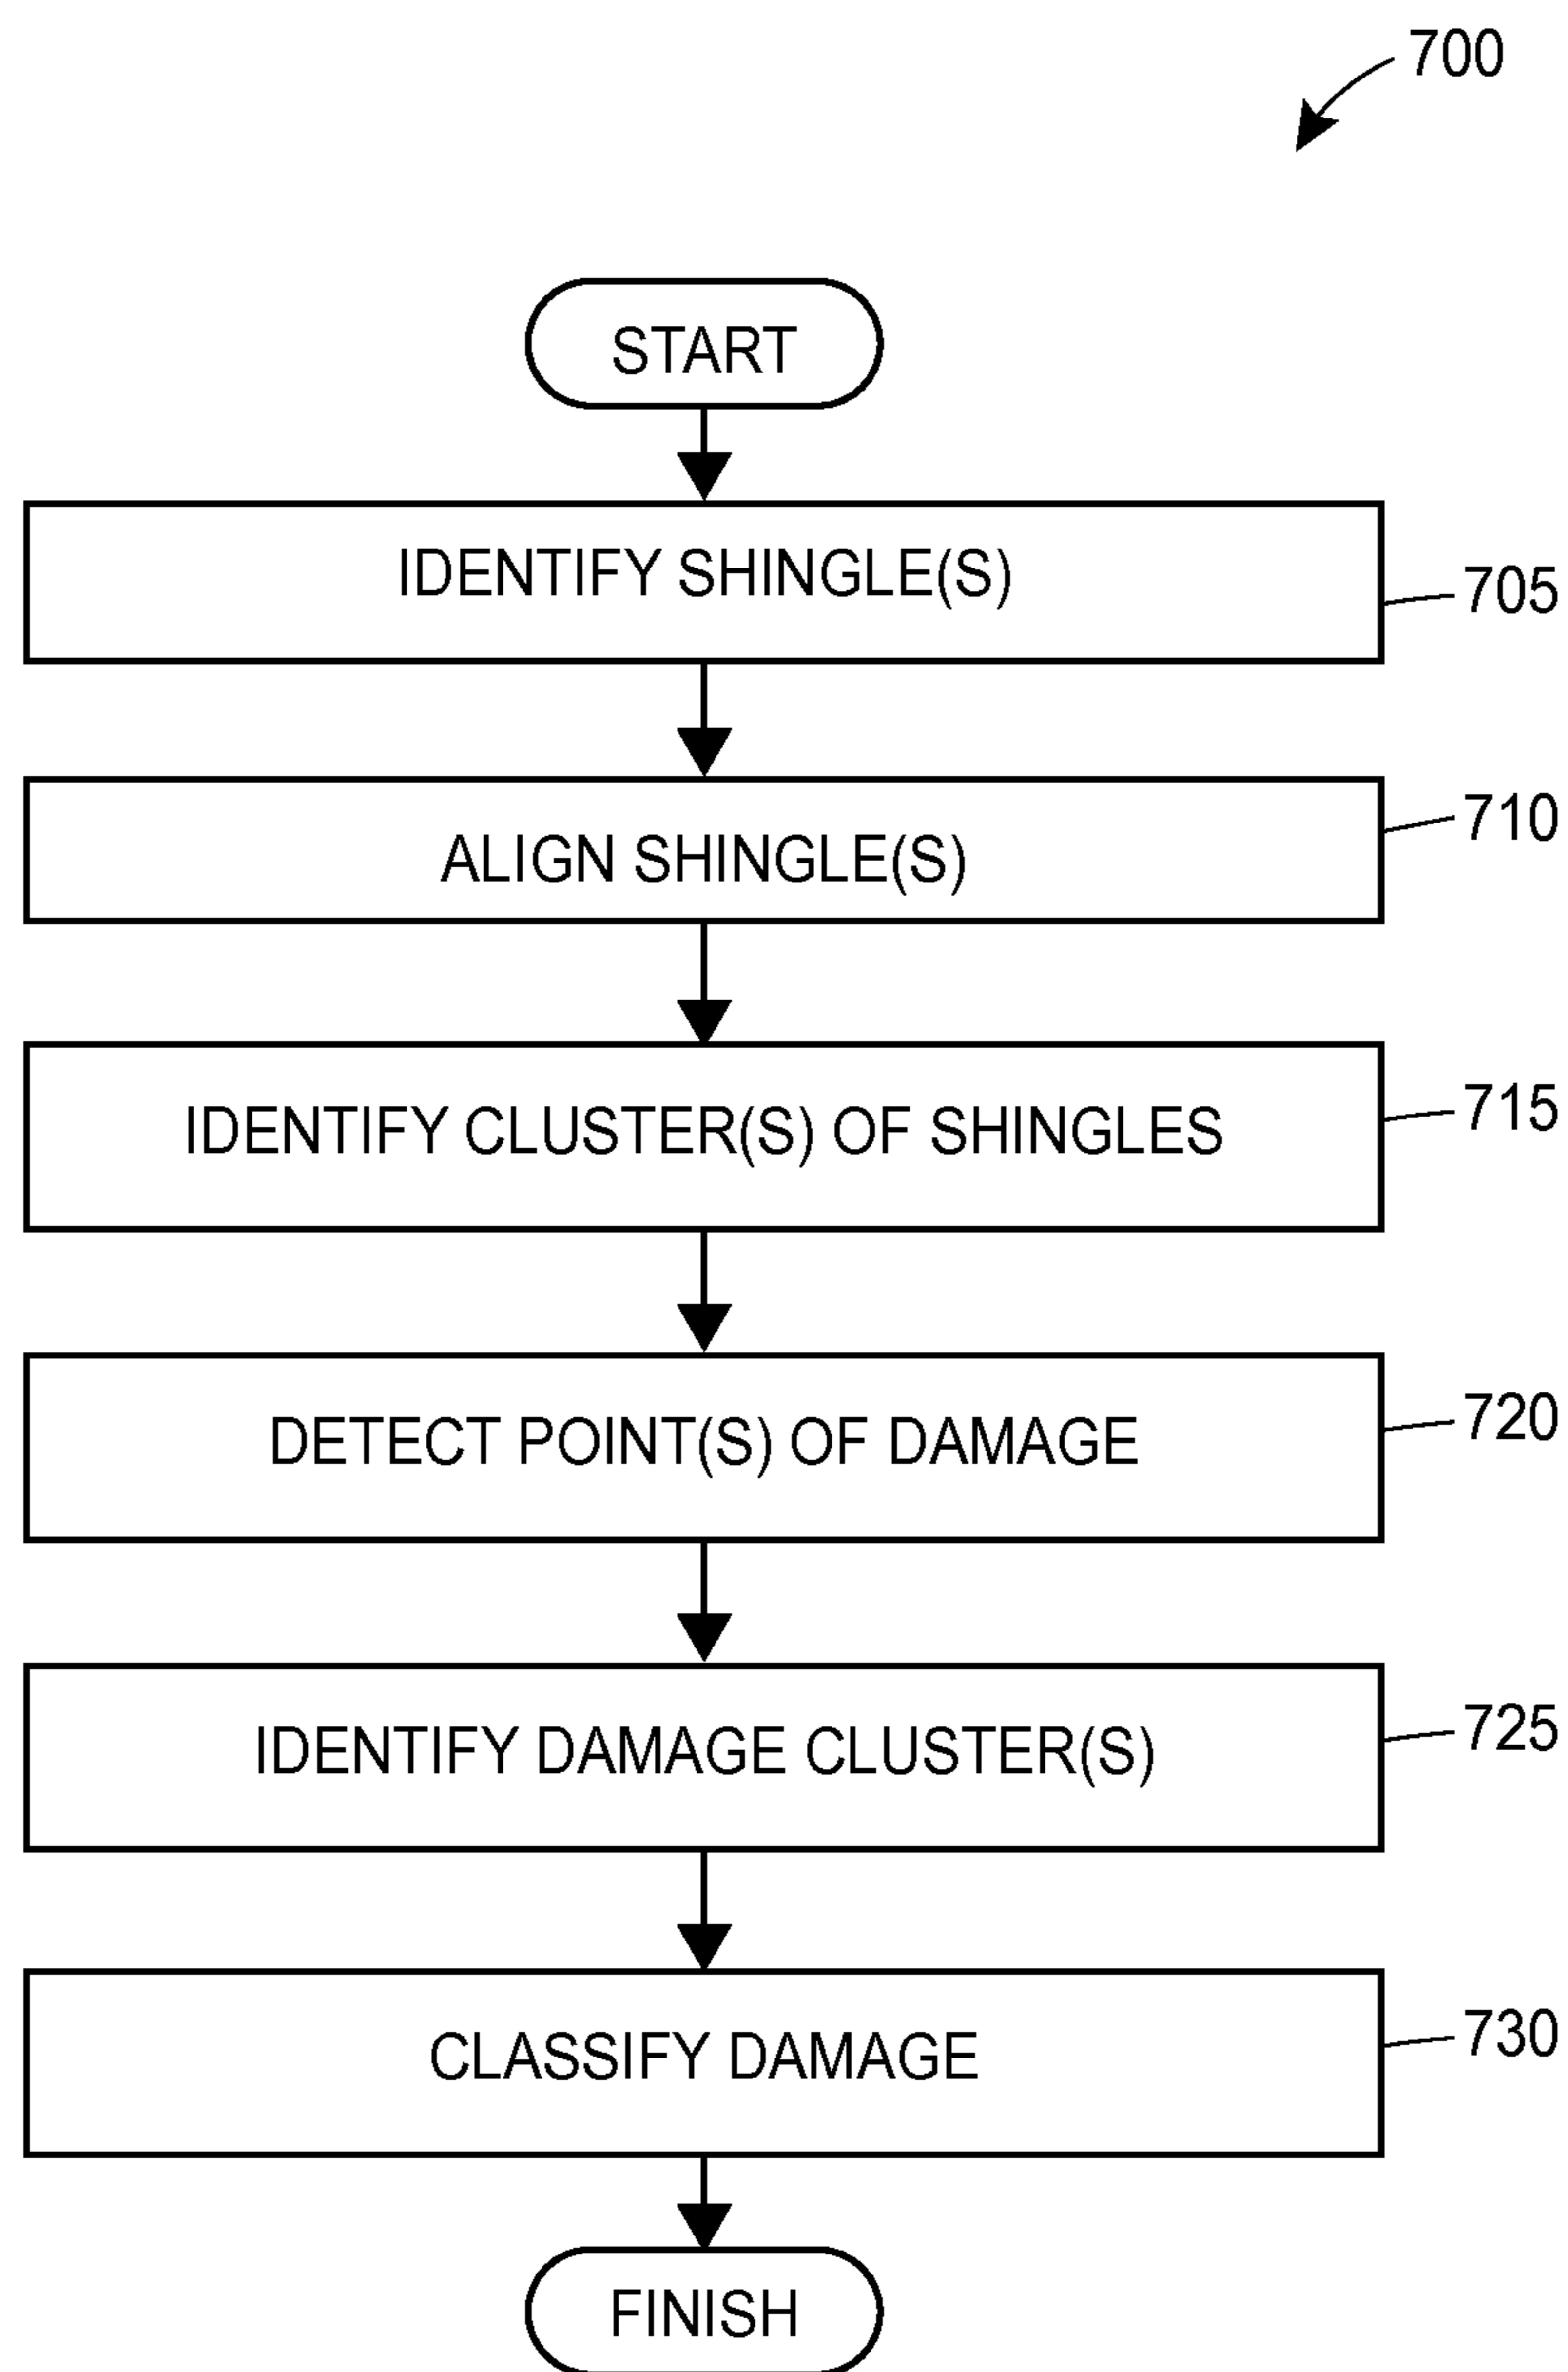 700
START
IDENTIFY SHINGLE(S)
705
ALIGN SHINGLE(S)
710
IDENTIFY CLUSTER(S) OF SHINGLES
715
DETECT POINT(S) OF DAMAGE
720
IDENTIFY DAMAGE CLUSTER(S)
725
CLASSIFY DAMAGE
730
FINISH